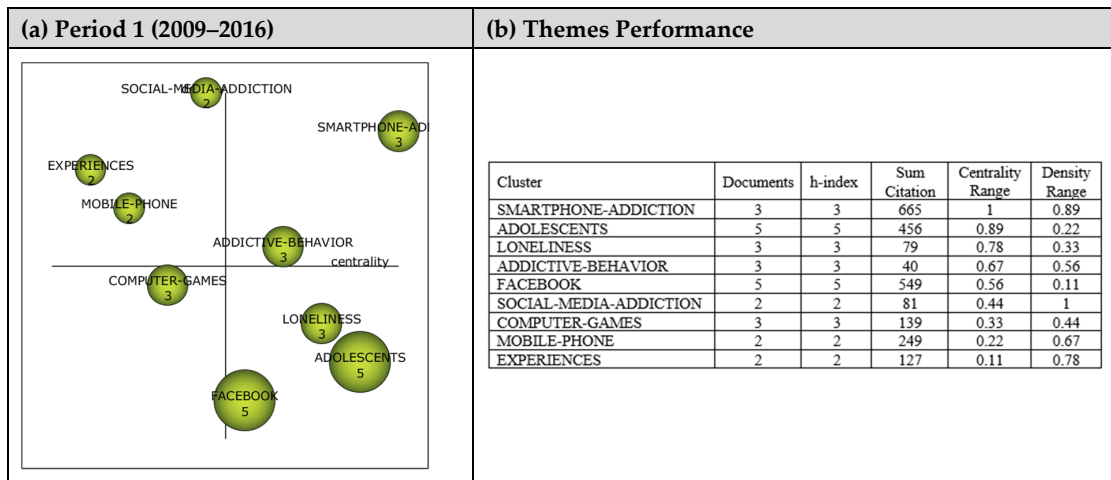 (a) Period 1 (2009–2016)
(b) Themes Performance
SOCIAL-MEDIA-ADDICTION
2
SMARTPHONE-ADI
3
EXPERIENCES
2
MOBILE-PHONE
2
ADDICTIVE-BEHAVIOR
3
centrality
COMPUTER-GAMES
3
LONELINESS
3
ADOLESCENTS
5
FACEBOOK
5
Cluster Documents h-index Sum Citation Centrality Range Density Range
SMARTPHONE-ADDICTION 3 3 665 1 0.89
ADOLESCENTS 5 5 456 0.89 0.22
LONELINESS 3 3 79 0.78 0.33
ADDICTIVE-BEHAVIOR 3 3 40 0.67 0.56
FACEBOOK 5 5 549 0.56 0.11
SOCIAL-MEDIA-ADDICTION 2 2 81 0.44 1
COMPUTER-GAMES 3 3 139 0.33 0.44
MOBILE-PHONE 2 2 249 0.22 0.67
EXPERIENCES 2 2 127 0.11 0.78